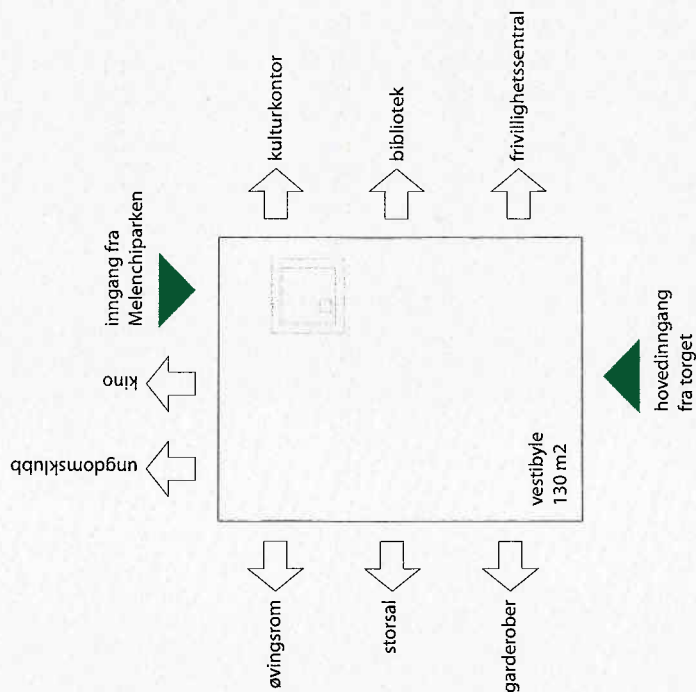 ungdomsklubb
kino
inngang fra
Melenchiparken
kulturkontor
bibliotek
frivillighetssentral
øvingsrom
storsal
garderober
vestibyle
130 m2
hovedinngang
fra torget